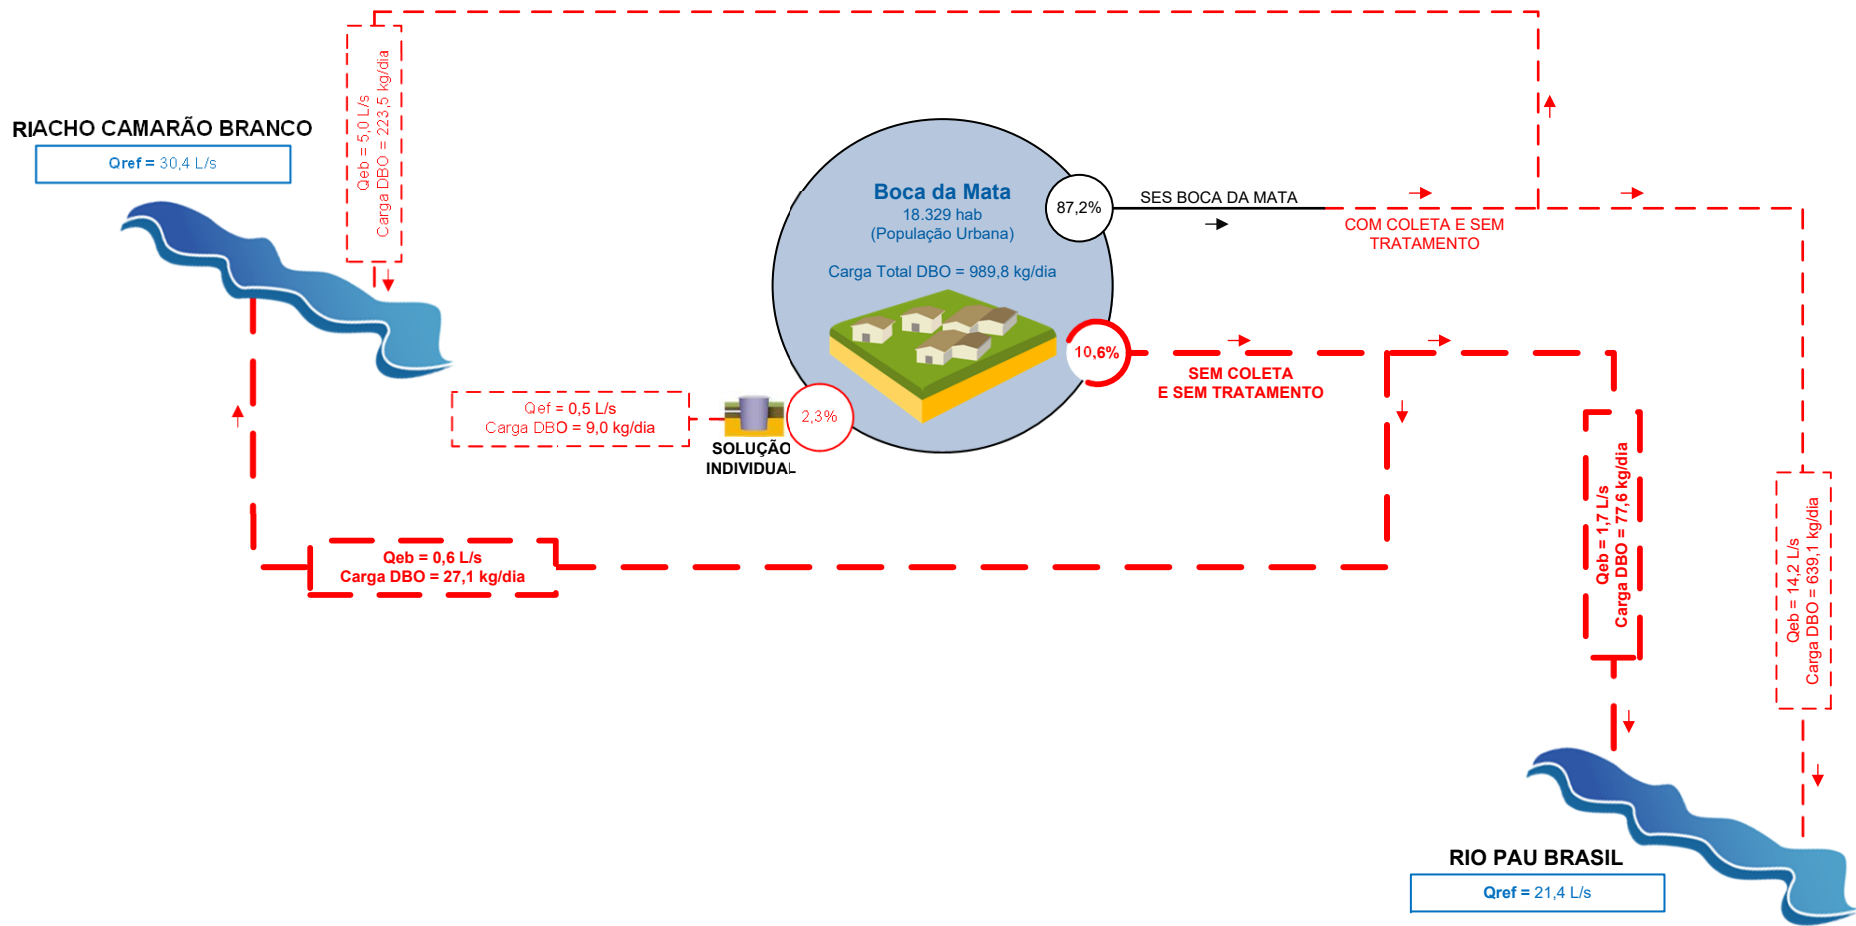 RIACHO CAMARÃO BRANCO
Qref = 30,4 L/s
Qeb = 5,0 L/s
Carga DBO = 223,5 kg/dia
Boca da Mata
18.329 hab
(População Urbana)
Carga Total DBO = 989,8 kg/dia
87,2%
SES BOCA DA MATA
COM COLETA E SEM
TRATAMENTO
10,6%
SEM COLETA
E SEM TRATAMENTO
2,3%
SOLUÇÃO
INDIVIDUAL
Qef = 0,5 L/s
Carga DBO = 9,0 kg/dia
Qeb = 0,6 L/s
Carga DBO = 27,1 kg/dia
Qeb = 1,7 L/s
Carga DBO = 77,6 kg/dia
Qeb = 14,2 L/s
Carga DBO = 639,1 kg/dia
RIO PAU BRASIL
Qref = 21,4 L/s